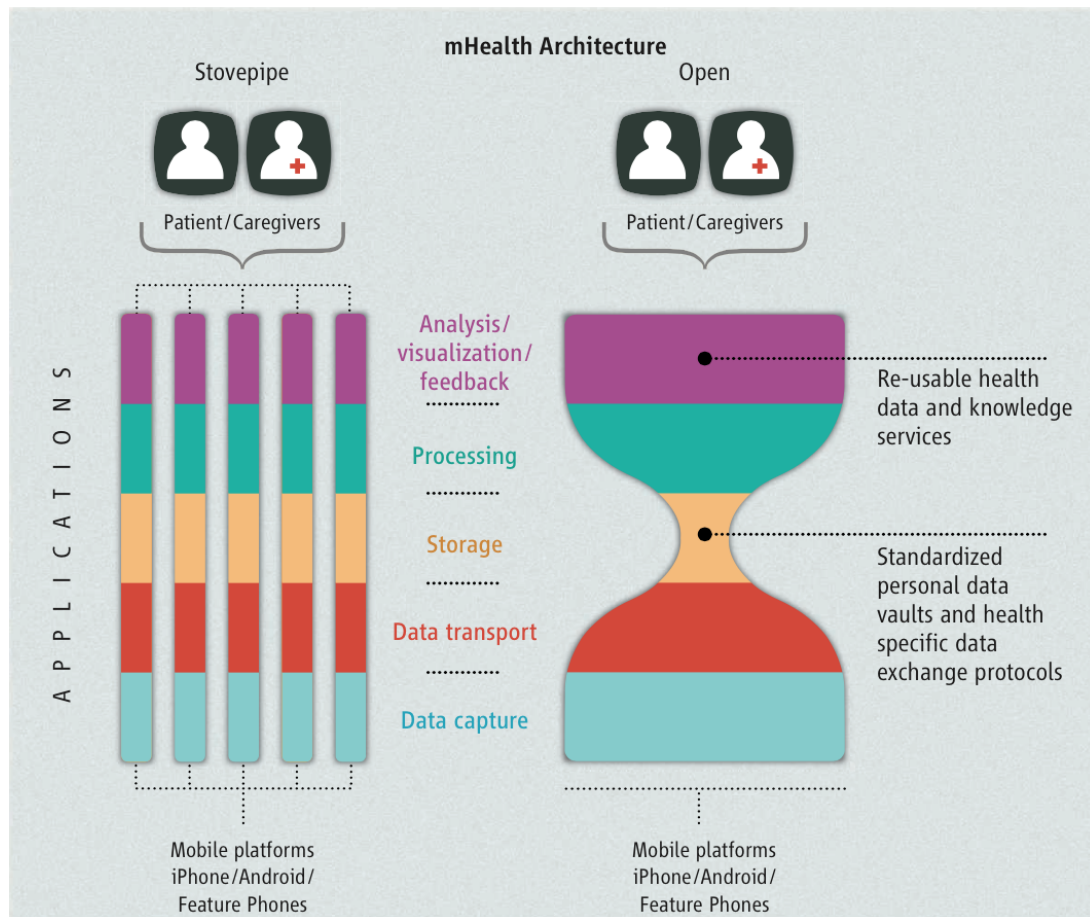 mHealth Architecture
Stovepipe
Open
Patient/Caregivers
Patient/Caregivers
APPLICATIONS
Analysis/
visualization/
feedback
Processing
Storage
Data transport
Data capture
Re-usable health
data and knowledge
services
Standardized
personal data
vaults and health
specific data
exchange protocols
Mobile platforms
iPhone/Android/
Feature Phones
Mobile platforms
iPhone/Android/
Feature Phones